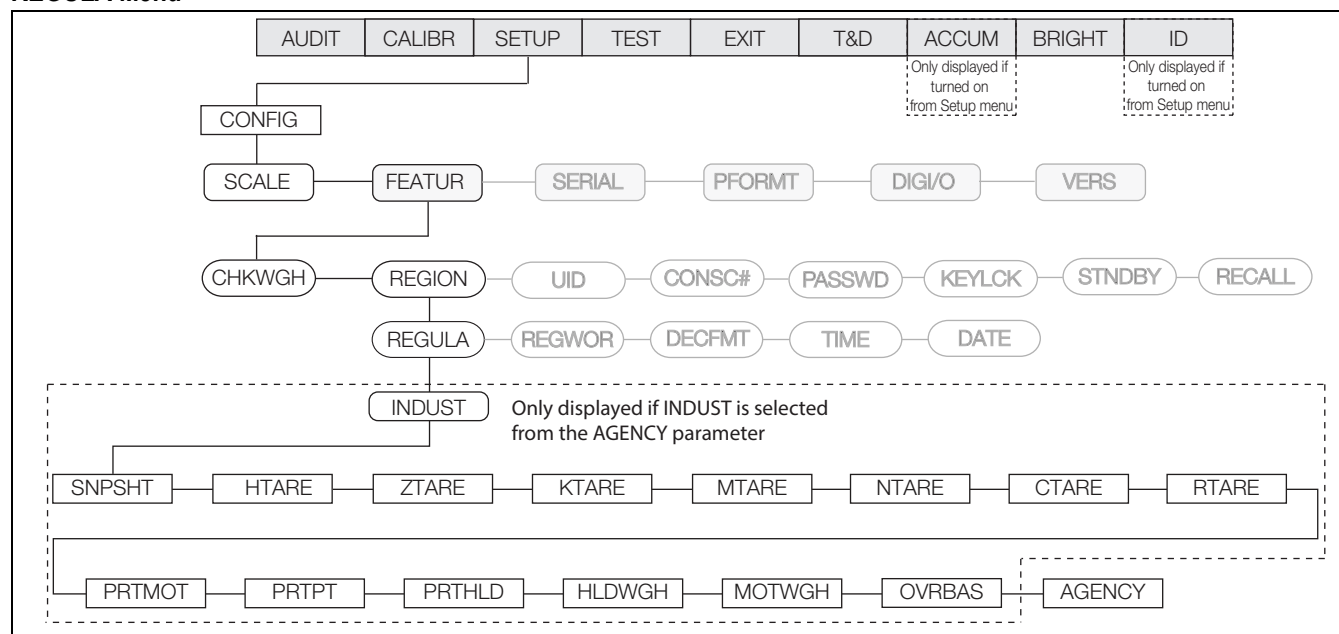 AUDIT CALIBR SETUP TEST EXIT T&D ACCUM BRIGHT ID
Only displayed if
turned on
from Setup menu
Only displayed if
turned on
from Setup menu
CONFIG
SCALE FEATUR SERIAL PFORMT DIGI/O VERS
CHKWGH REGION UID CONSC# PASSWD KEYLCK STNDBY RECALL
REGULA REGWOR DECFMT TIME DATE
INDUST
Only displayed if INDUST is selected
from the AGENCY parameter
SNPSHT HTARE ZTARE KTARE MTARE NTARE CTARE RTARE
PRTMOT PRTPT PRTHLD HLDWGH MOTWGH OVRBAS AGENCY